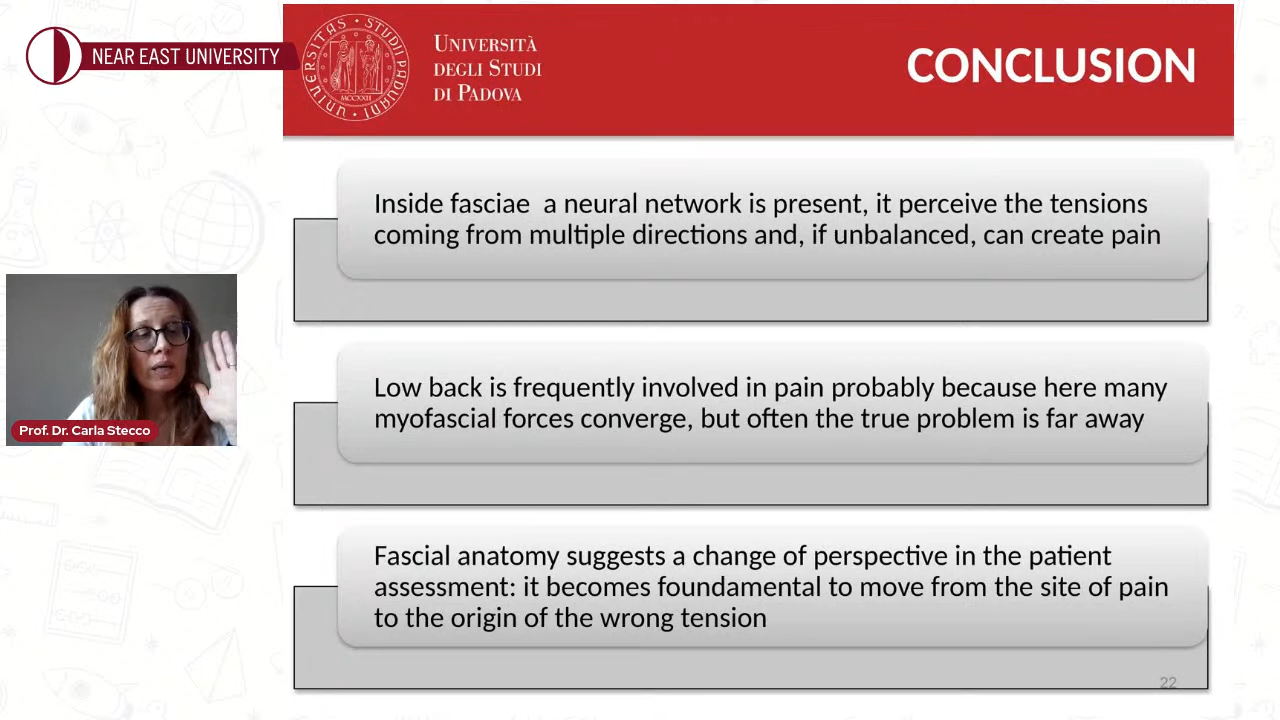 NEAR EAST UNIVERSITY
UNIVERSITAS STUDII PADUANI
MCCXXII
UNIVERSITÀ
DEGLI STUDI
DI PADOVA
CONCLUSION
Inside fasciae  a neural network is present, it perceive the tensions
coming from multiple directions and, if unbalanced, can create pain
Prof. Dr. Carla Stecco
Low back is frequently involved in pain probably because here many
myofascial forces converge, but often the true problem is far away
Fascial anatomy suggests a change of perspective in the patient
assessment: it becomes foundamental to move from the site of pain
to the origin of the wrong tension
22